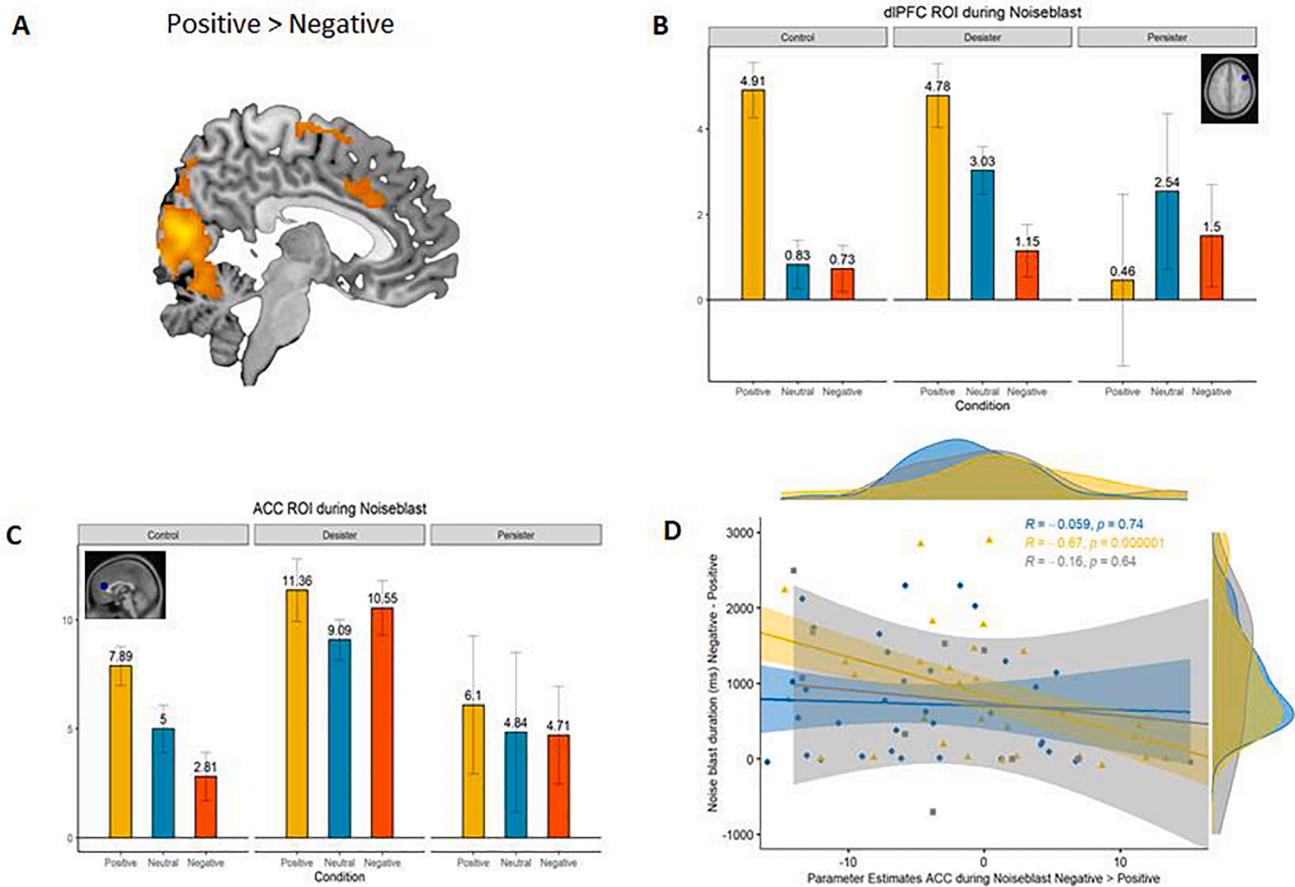 A
Positive > Negative
B
dlPFC ROI during Noiseblast
Control Desister Persister
4.91
0.83
0.73
4.78
3.03
1.15
0.46
2.54
1.5
4
2
0
Positive Neutral Negative Positive Neutral Negative Positive Neutral Negative
Condition
C
ACC ROI during Noiseblast
Control Desister Persister
7.89
5
2.81
11.36
9.09
10.55
6.1
4.84
4.71
10
5
0
Positive Neutral Negative Positive Neutral Negative Positive Neutral Negative
Condition
D
R = − 0.059, p = 0.74
R = − 0.67, p = 0.000001
R = − 0.16, p = 0.64
Noise blast duration (ms) Negative - Positive
3000
2000
1000
0
-1000
-10 0 10
Parameter Estimates ACC during Noiseblast Negative > Positive